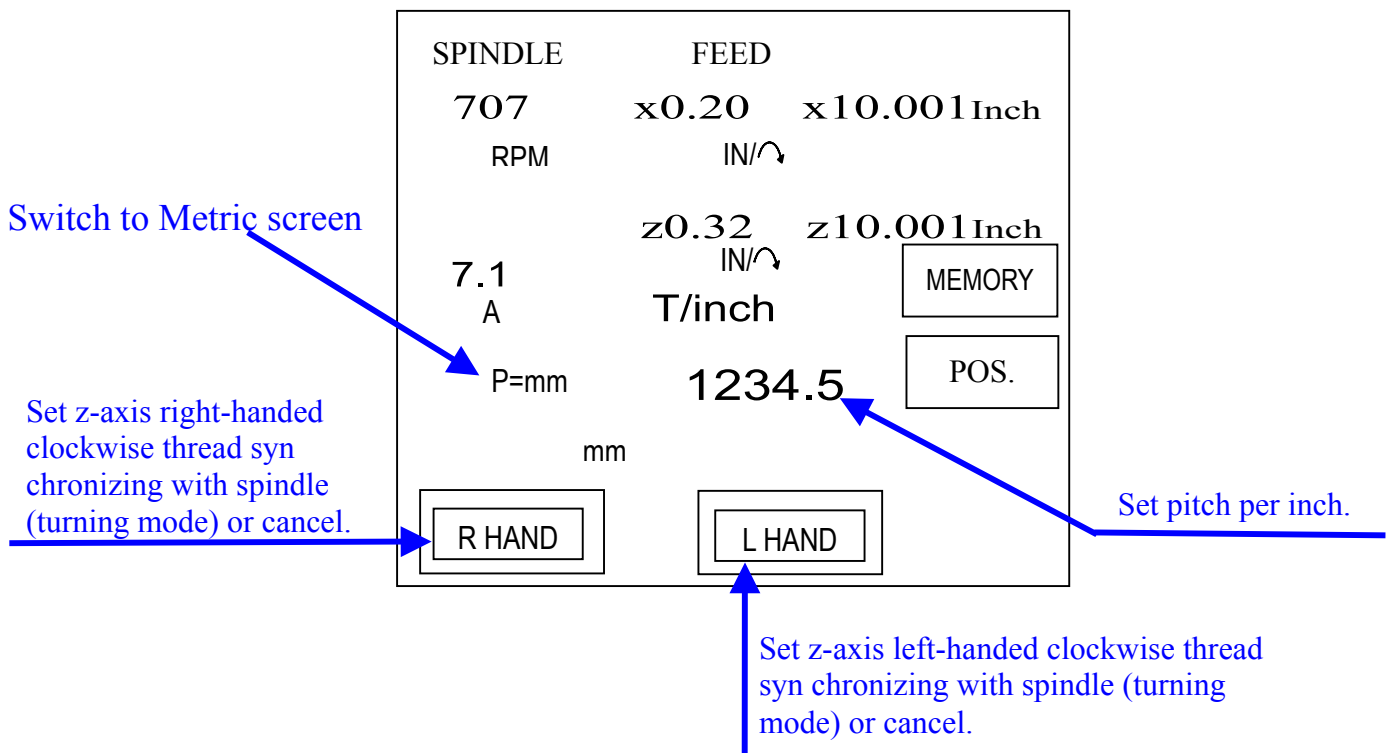 SPINDLE FEED
707 x0.20 x10.001Inch
RPM IN/
Switch to Metric screen
z0.32 z10.001Inch
IN/
7.1
MEMORY
A T/inch
P=mm 1234.5 POS.
Set z-axis right-handed
clockwise thread syn
chronizing with spindle
(turning mode) or cancel.
mm
Set pitch per inch.
R HAND L HAND
Set z-axis left-handed clockwise thread
syn chronizing with spindle (turning
mode) or cancel.